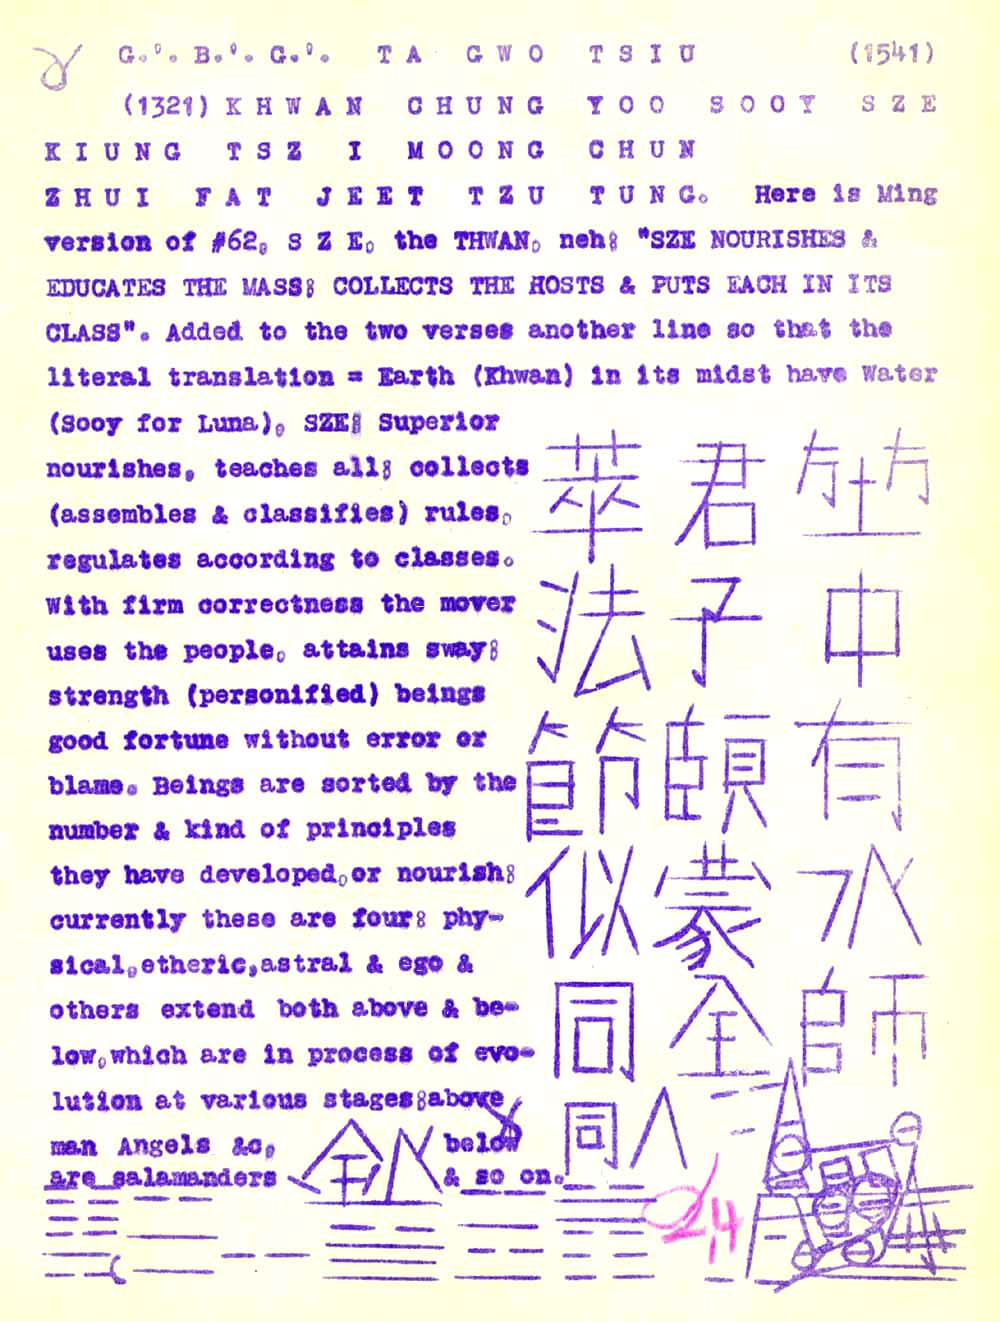 G.°. B.°. G.°. TA GWO TSIU (1541)
(1321) KHWAN CHUNG YOO SOOY SZE
KIUNG TSZ I MOONG CHUN
ZHUI FAT JEET TZU TUNG. Here is Ming
version of #62, S Z E, the THWAN, neh: "SZE NOURISHES &
EDUCATES THE MASS: COLLECTS THE HOSTS & PUTS EACH IN ITS
CLASS". Added to the two verses another line so that the
literal translation = Earth (Khwan) in its midst have Water
(Sooy for Luna), SZE: Superior
nourishes, teaches all: collects
(assembles & classifies) rules,
regulates according to classes.
With firm correctness the mover
uses the people, attains sway:
strength (personified) beings
good fortune without error or
blame. Beings are sorted by the
number & kind of principles
they have developed, or nourish:
currently these are four: phy-
sical, etheric, astral & ego &
others extend both above & be-
low, which are in process of evo-
lution at various stages: above
man Angels &c, below
are salamanders & so on.
中有水師
君子頤蒙全
萃法節似同
同人
24